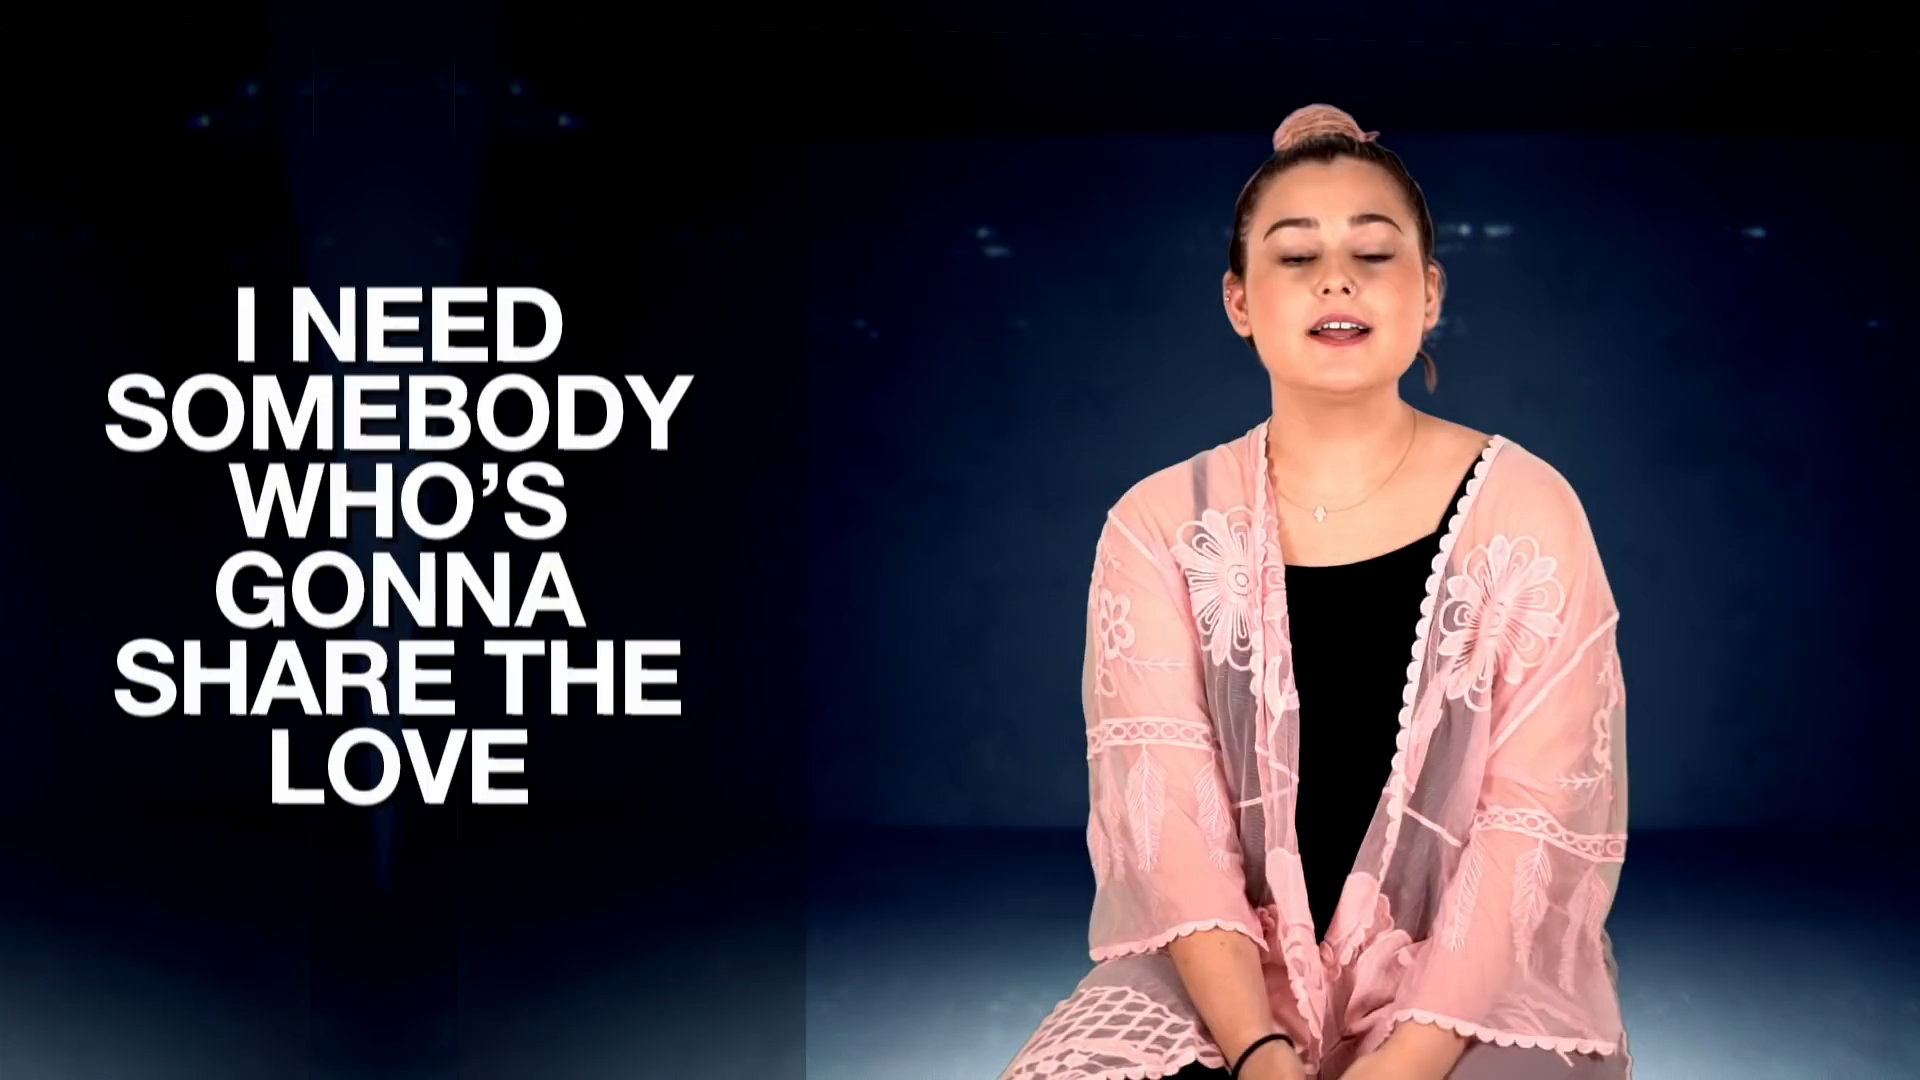 I NEED
SOMEBODY
WHO’S
GONNA
SHARE THE
LOVE